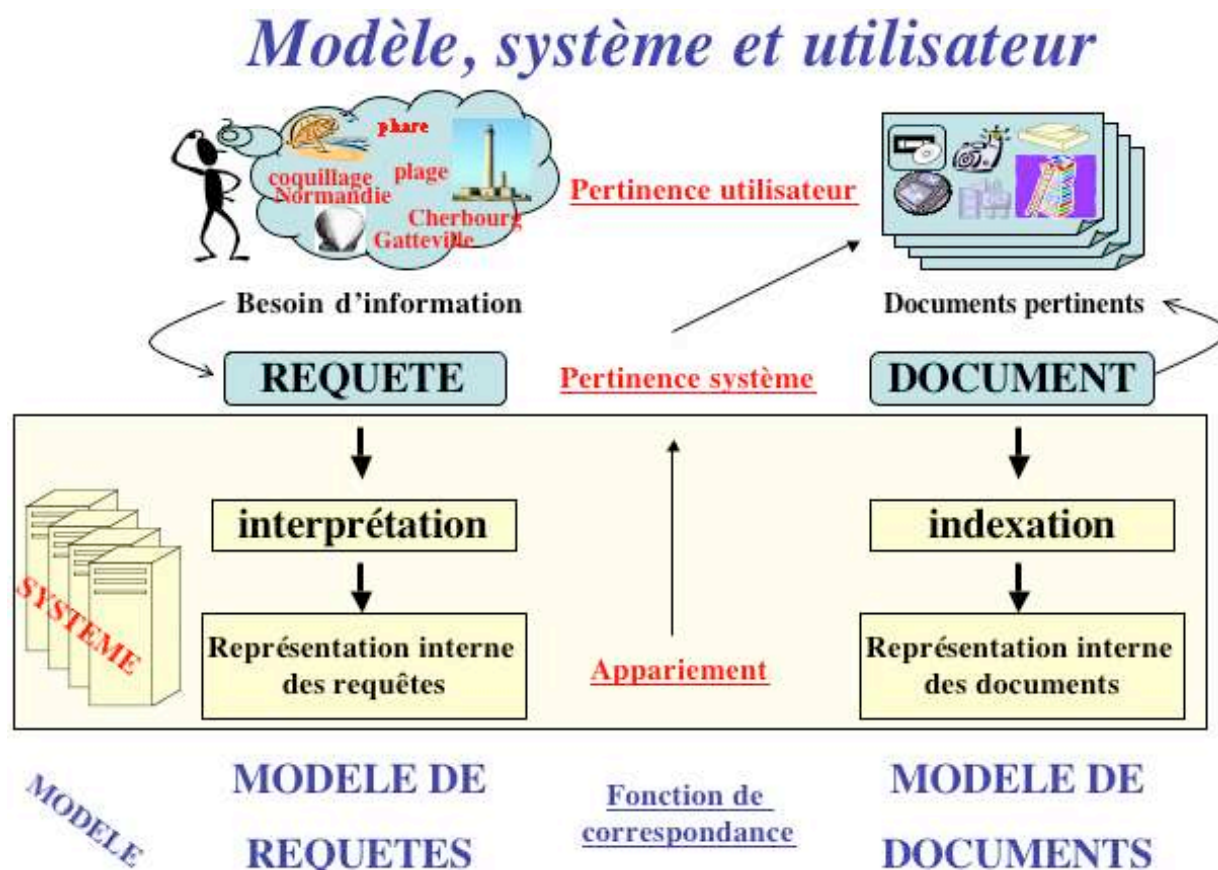 Modèle, système et utilisateur
phare
coquillage
plage
Normandie
Cherbourg
Gatteville
Pertinence utilisateur
Besoin d'information
Documents pertinents
REQUETE
Pertinence système
DOCUMENT
interprétation
indexation
SYSTEME
Représentation interne
des requêtes
Appariement
Représentation interne
des documents
MODELE
MODELE DE
REQUETES
Fonction de
correspondance
MODELE DE
DOCUMENTS